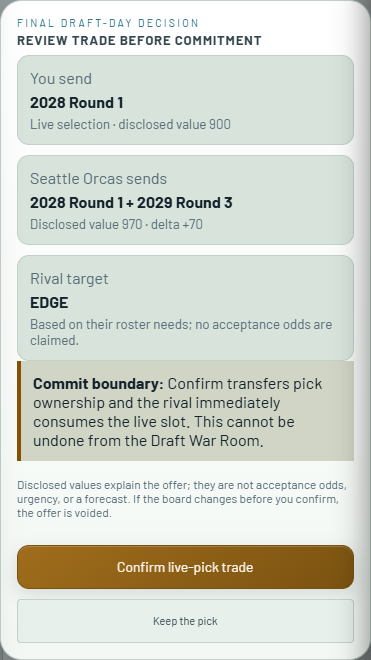 FINAL DRAFT-DAY DECISION
REVIEW TRADE BEFORE COMMITMENT
You send
2028 Round 1
Live selection · disclosed value 900
Seattle Orcas sends
2028 Round 1 + 2029 Round 3
Disclosed value 970 · delta +70
Rival target
EDGE
Based on their roster needs; no acceptance odds are
claimed.
Commit boundary: Confirm transfers pick
ownership and the rival immediately
consumes the live slot. This cannot be
undone from the Draft War Room.
Disclosed values explain the offer; they are not acceptance odds,
urgency, or a forecast. If the board changes before you confirm,
the offer is voided.
Confirm live-pick trade
Keep the pick